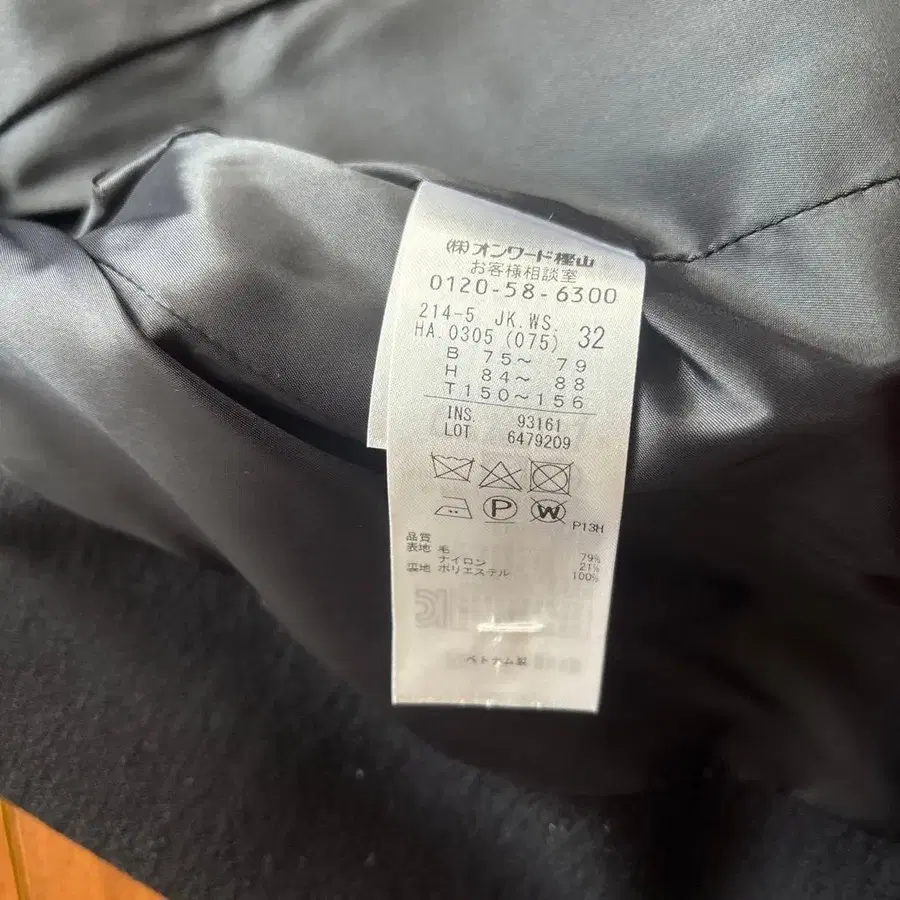 (株)オンワード樫山
お客様相談室
0120-58-6300
214-5 JK.WS. 32
HA.0305 (075)
B 75～ 79
H 84～ 88
T150～156
INS. 93161
LOT 6479209
P W P13H
品質
表地 毛 79%
ナイロン 21%
裏地 ポリエステル 100%
ベトナム製